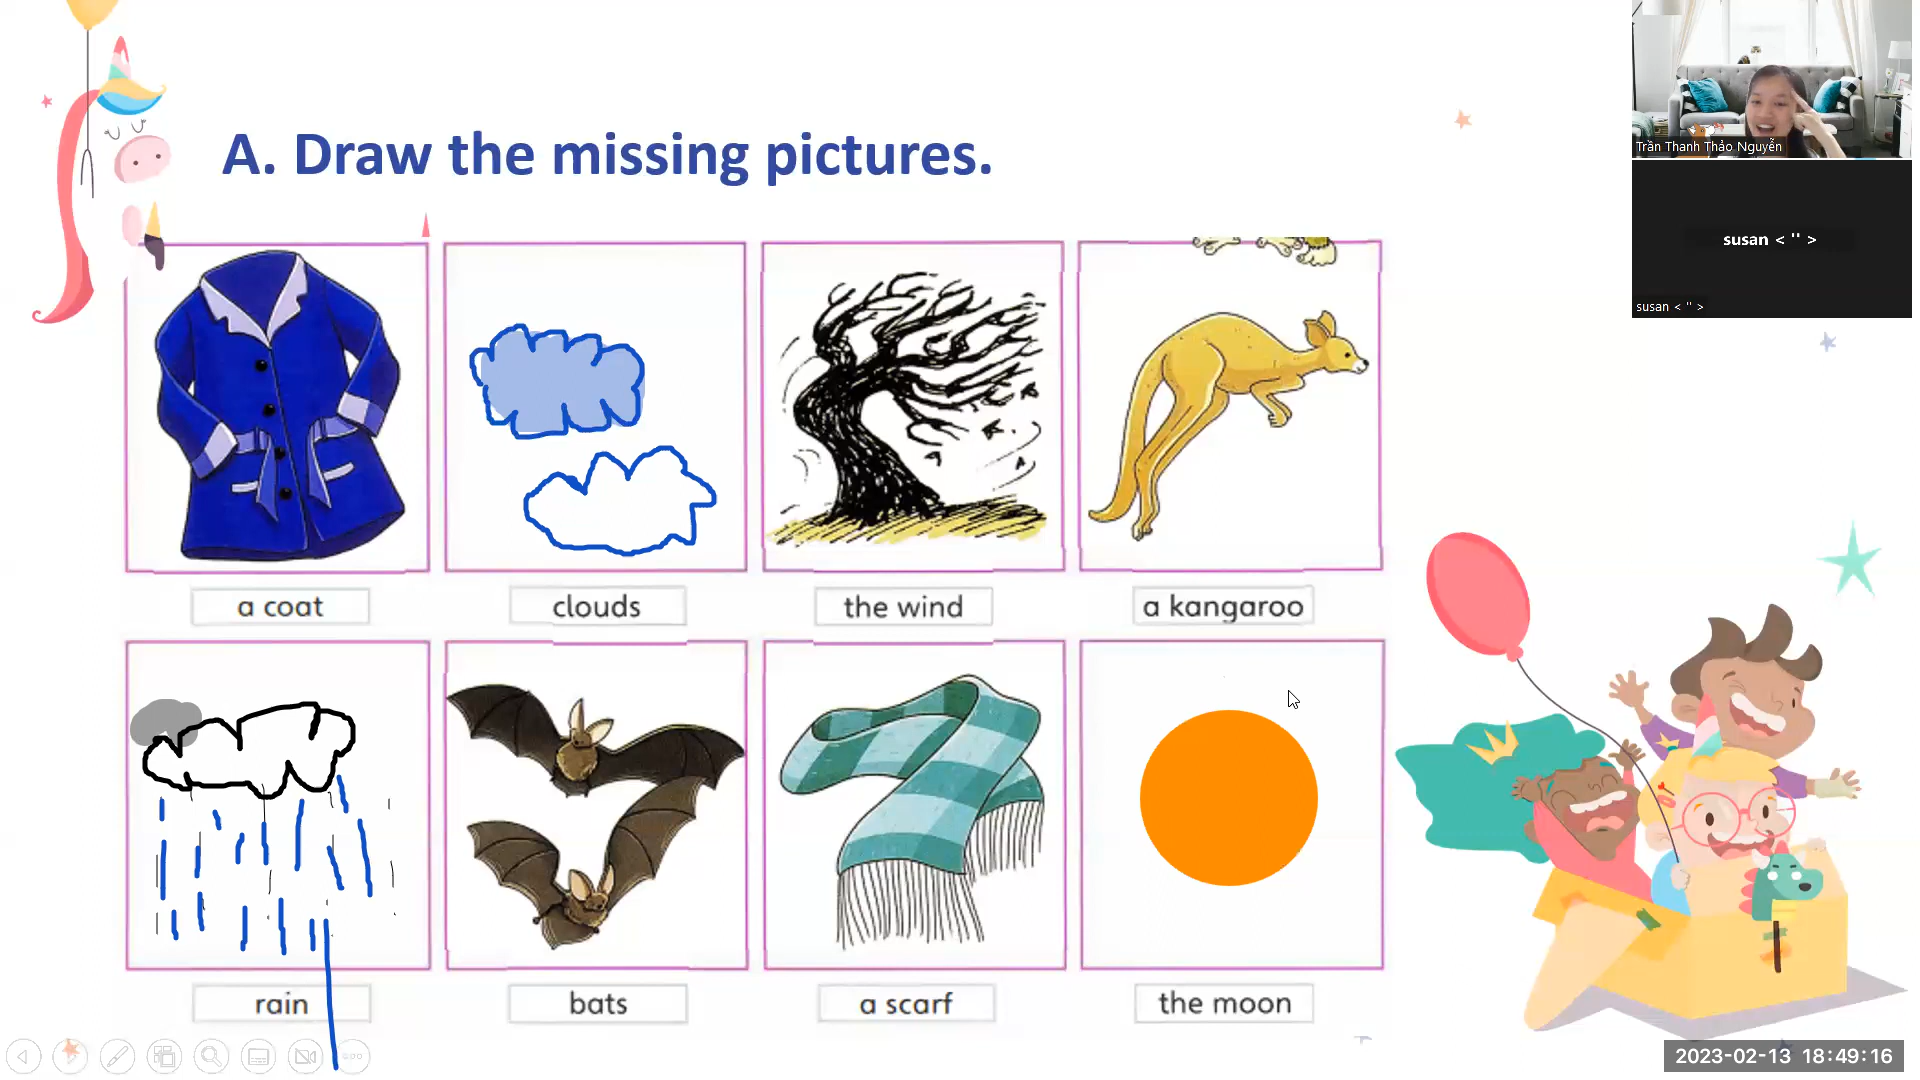 A. Draw the missing pictures.
a coat
clouds
the wind
a kangaroo
rain
bats
a scarf
the moon
Trần Thanh Thảo Nguyễn
susan < '' >
susan < '' >
2023-02-13 18:49:16